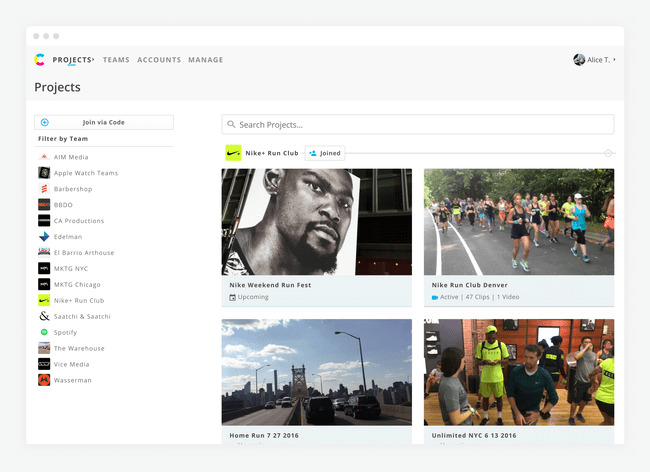 PROJECTS TEAMS ACCOUNTS MANAGE
Alice T.
Projects
Join via Code
Filter by Team
AIM Media
Apple Watch Teams
Barbershop
BBDO
CA Productions
Edelman
El Barrio Arthouse
MKTG NYC
MKTG Chicago
Nike+ Run Club
Saatchi & Saatchi
Spotify
The Warehouse
Vice Media
Wasserman
Search Projects...
Nike+ Run Club Joined
Nike Weekend Run Fest
Upcoming
Nike Run Club Denver
Active | 47 Clips | 1 Video
Home Run 7 27 2016
Unlimited NYC 6 13 2016